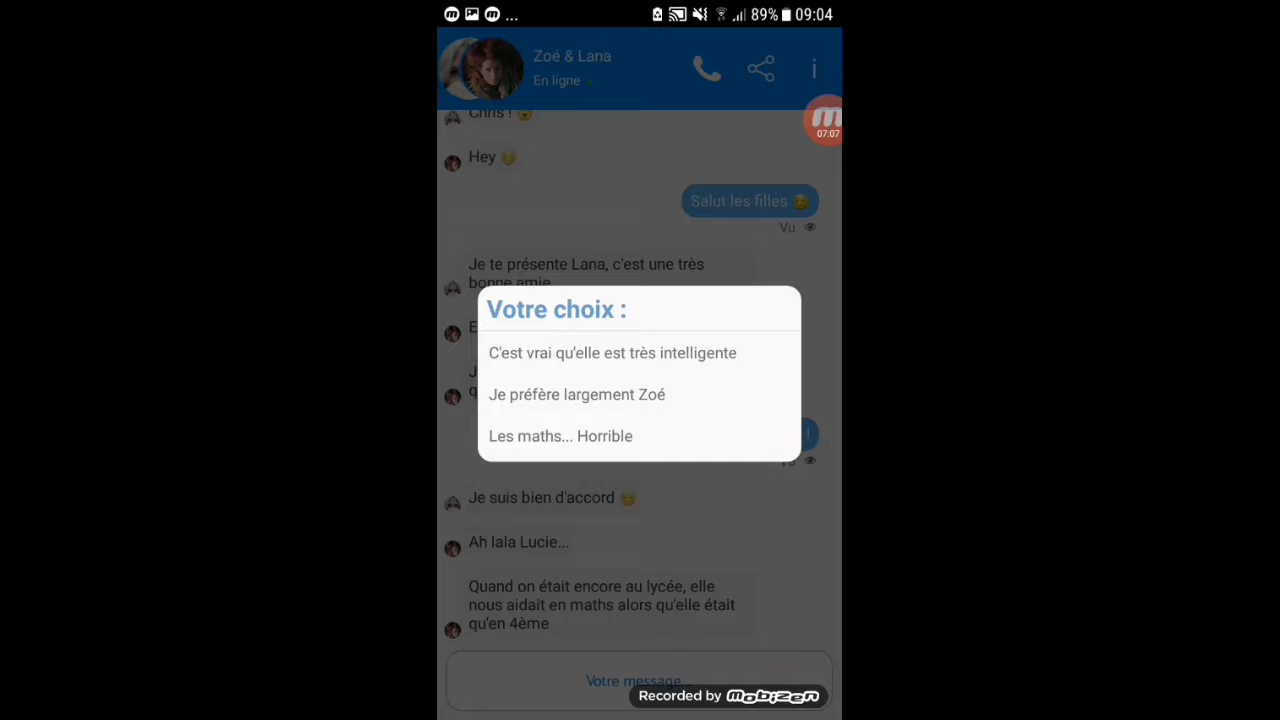 ... 89% 09:04
Zoé & Lana
En ligne
07:07
Chris !
Hey
Salut les filles
Vu
Je te présente Lana, c'est une très
bonne amie
Votre choix :
C'est vrai qu'elle est très intelligente
Je préfère largement Zoé
Les maths... Horrible
Je suis bien d'accord
Ah lala Lucie...
Quand on était encore au lycée, elle
nous aidait en maths alors qu'elle était
qu'en 4ème
Votre message...
Recorded by mobizen